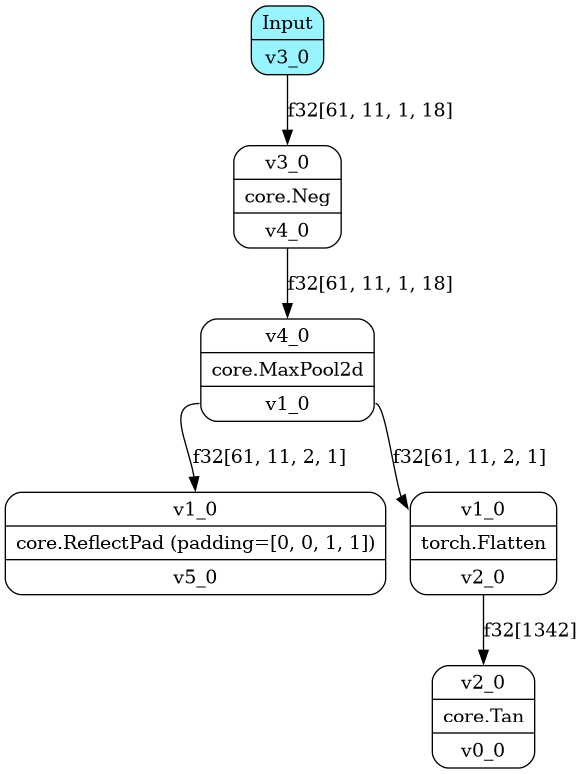 Input
v3_0
f32[61, 11, 1, 18]
v3_0
core.Neg
v4_0
f32[61, 11, 1, 18]
v4_0
core.MaxPool2d
v1_0
f32[61, 11, 2, 1]
f32[61, 11, 2, 1]
v1_0
core.ReflectPad (padding=[0, 0, 1, 1])
v5_0
v1_0
torch.Flatten
v2_0
f32[1342]
v2_0
core.Tan
v0_0